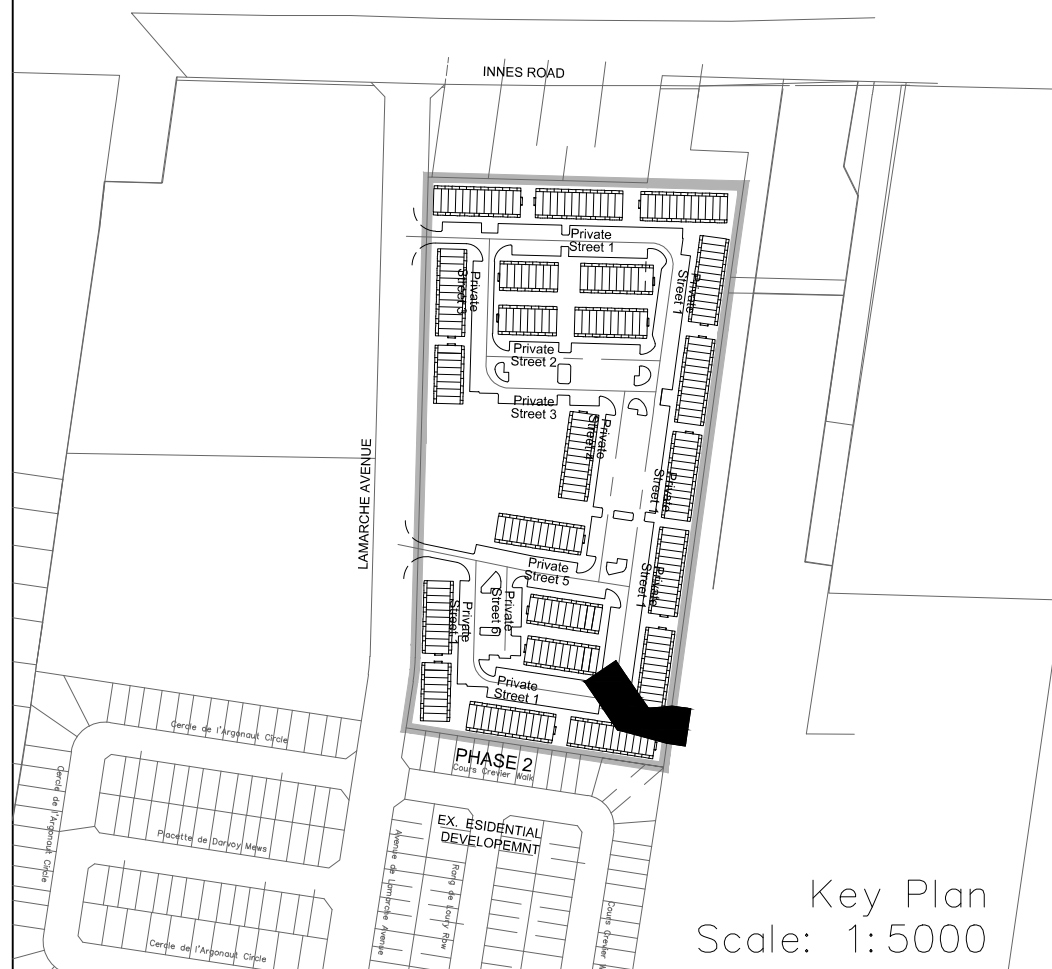 INNES ROAD
Private
Street 1
Private
Street 3
Private
Street 1
Private
Street 2
Private
Street 3
Private
Street 4
LAMARCHE AVENUE
Private
Street 1
Private
Street 5
Private
Street 1
Private
Street 6
Private
Street 1
Private
Street 1
Cercle de l'Argonaut Circle
PHASE 2
Cours Crevier Walk
Cercle de l'Argonaut Circle
Placette de Darvoy Mews
EX. ESIDENTIAL
DEVELOPEMNT
Avenue de Lamarche
Avenue
Rang de Loury Row
Cours Crevier W
Cercle de l'Argonaut Circle
Key Plan
Scale: 1:5000